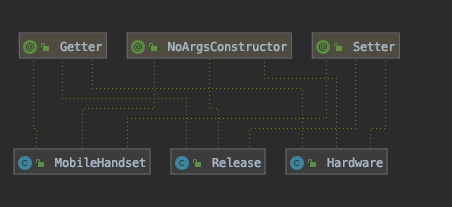 @ Getter
@ NoArgsConstructor
@ Setter
C MobileHandset
C Release
C Hardware